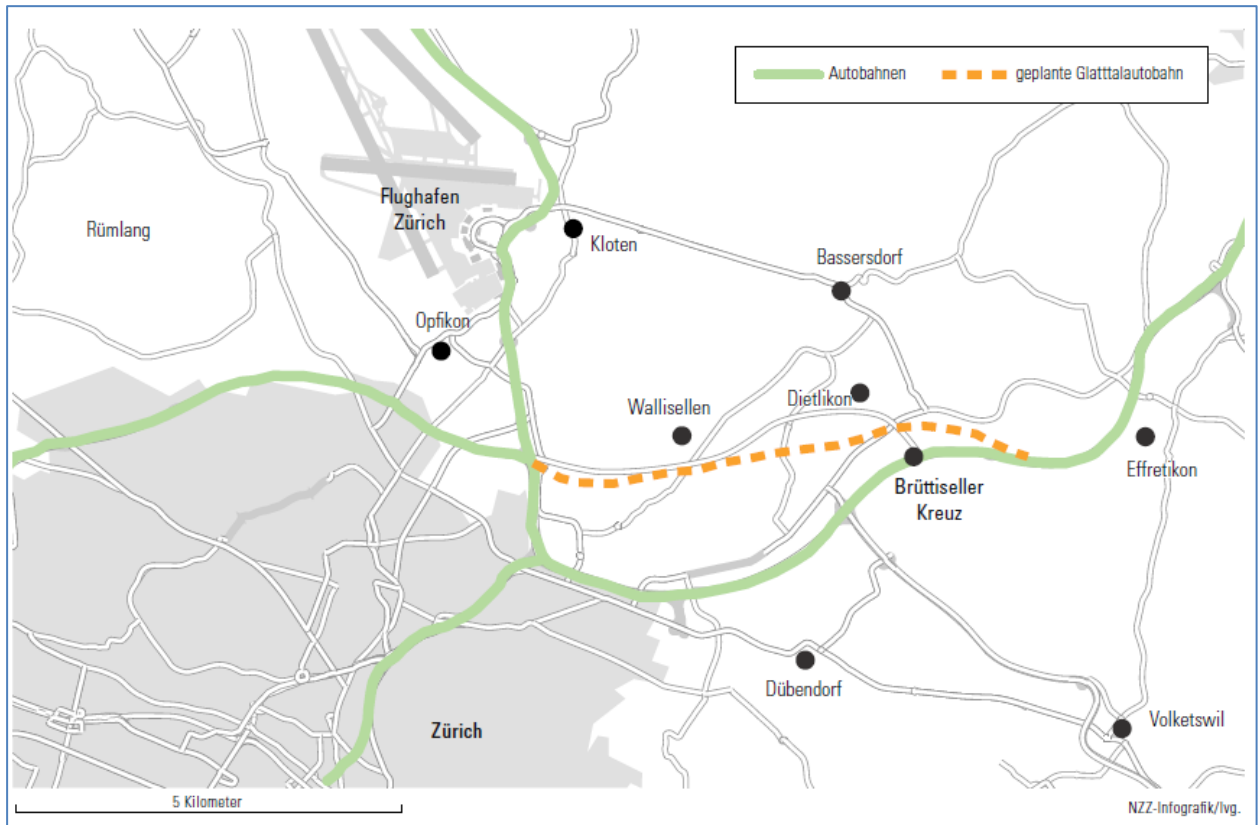 Autobahnen
geplante Glatttalautobahn
Flughafen
Zürich
Rümlang
Kloten
Bassersdorf
Opfikon
Dietlikon
Wallisellen
Effretikon
Brüttiseller
Kreuz
Dübendorf
Volketswil
Zürich
5 Kilometer
NZZ-Infografik/lvg.